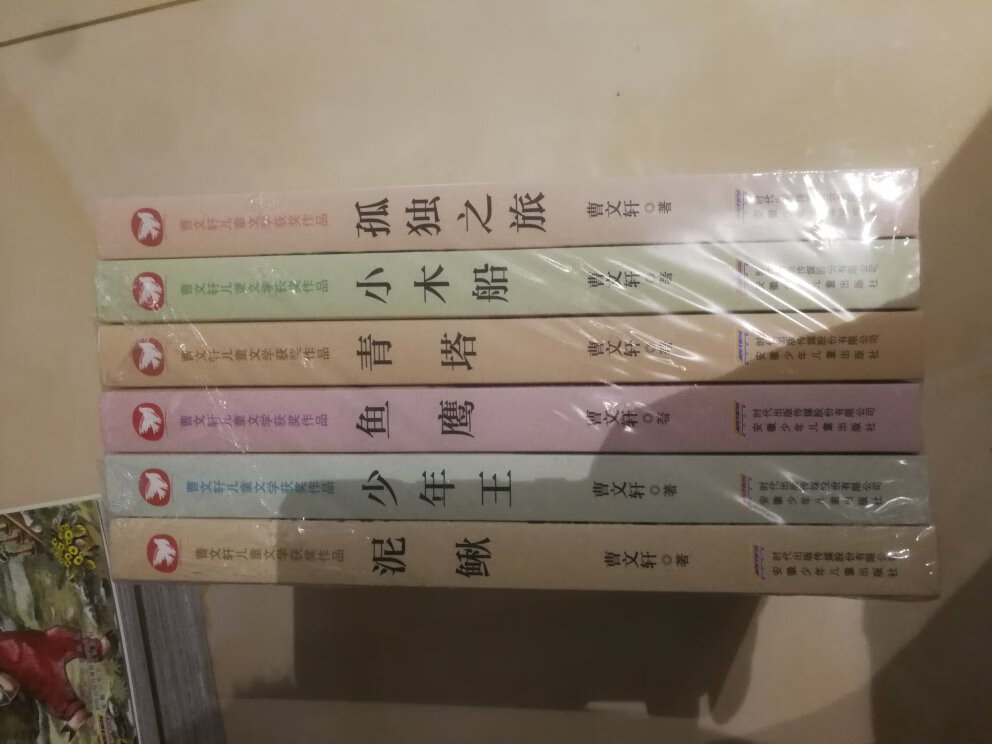 曹文轩儿童文学获奖作品
孤独之旅
曹文轩 著
曹文轩儿童文学获奖作品
小木船
曹文轩 著
时代出版传媒股份有限公司
安徽少年儿童出版社
曹文轩儿童文学获奖作品
青塔
曹文轩 著
时代出版传媒股份有限公司
安徽少年儿童出版社
曹文轩儿童文学获奖作品
鱼鹰
曹文轩 著
时代出版传媒股份有限公司
安徽少年儿童出版社
曹文轩儿童文学获奖作品
少年王
曹文轩 著
时代出版传媒股份有限公司
安徽少年儿童出版社
曹文轩儿童文学获奖作品
泥鳅
曹文轩 著
时代出版传媒股份有限公司
安徽少年儿童出版社